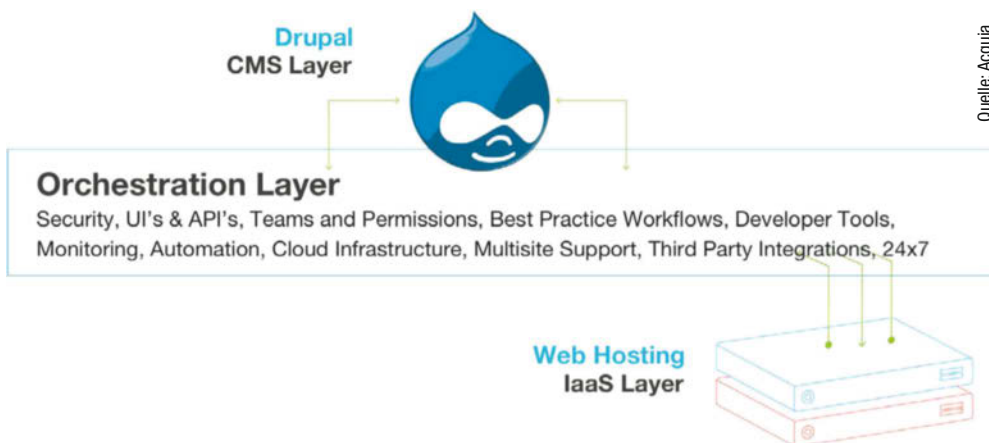 Drupal
CMS Layer
Quelle: Acquia
Orchestration Layer
Security, UI's & API's, Teams and Permissions, Best Practice Workflows, Developer Tools,
Monitoring, Automation, Cloud Infrastructure, Multisite Support, Third Party Integrations, 24x7
Web Hosting
IaaS Layer